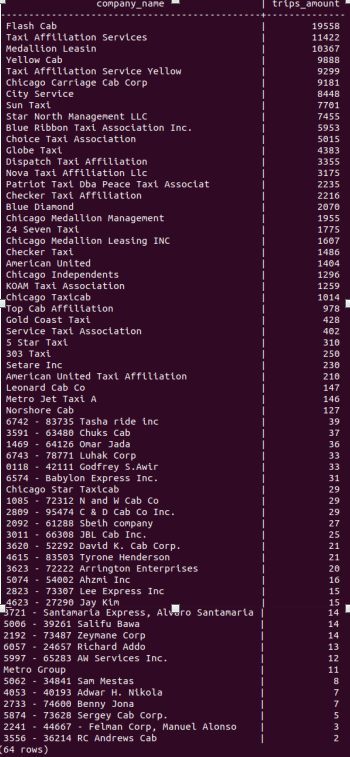 company_name | trips_amount
Flash Cab | 19558
Taxi Affiliation Services | 11422
Medallion Leasin | 10367
Yellow Cab | 9888
Taxi Affiliation Service Yellow | 9299
Chicago Carriage Cab Corp | 9181
City Service | 8448
Sun Taxi | 7701
Star North Management LLC | 7455
Blue Ribbon Taxi Association Inc. | 5953
Choice Taxi Association | 5015
Globe Taxi | 4383
Dispatch Taxi Affiliation | 3355
Nova Taxi Affiliation Llc | 3175
Patriot Taxi Dba Peace Taxi Associat | 2235
Checker Taxi Affiliation | 2216
Blue Diamond | 2070
Chicago Medallion Management | 1955
24 Seven Taxi | 1775
Chicago Medallion Leasing INC | 1607
Checker Taxi | 1486
American United | 1404
Chicago Independents | 1296
KOAM Taxi Association | 1259
Chicago Taxicab | 1014
Top Cab Affiliation | 978
Gold Coast Taxi | 428
Service Taxi Association | 402
5 Star Taxi | 310
303 Taxi | 250
Setare Inc | 230
American United Taxi Affiliation | 210
Leonard Cab Co | 147
Metro Jet Taxi A | 146
Norshore Cab | 127
6742 - 83735 Tasha ride inc | 39
3591 - 63480 Chuks Cab | 37
1469 - 64126 Omar Jada | 36
6743 - 78771 Luhak Corp | 33
0118 - 42111 Godfrey S.Awir | 33
6574 - Babylon Express Inc. | 31
Chicago Star Taxicab | 29
1085 - 72312 N and W Cab Co | 29
2809 - 95474 C & D Cab Co Inc. | 29
2092 - 61288 Sbeih company | 27
3011 - 66308 JBL Cab Inc. | 25
3620 - 52292 David K. Cab Corp. | 21
4615 - 83503 Tyrone Henderson | 21
3623 - 72222 Arrington Enterprises | 20
5074 - 54002 Ahzmi Inc | 16
2823 - 73307 Lee Express Inc | 15
4623 - 27290 Jay Kim | 15
3721 - Santamaria Express, Alvaro Santamaria | 14
5006 - 39261 Salifu Bawa | 14
2192 - 73487 Zeymane Corp | 14
6057 - 24657 Richard Addo | 13
5997 - 65283 AW Services Inc. | 12
Metro Group | 11
5062 - 34841 Sam Mestas | 8
4053 - 40193 Adwar H. Nikola | 7
2733 - 74600 Benny Jona | 7
5874 - 73628 Sergey Cab Corp. | 5
2241 - 44667 - Felman Corp, Manuel Alonso | 3
3556 - 36214 RC Andrews Cab | 2
(64 rows)